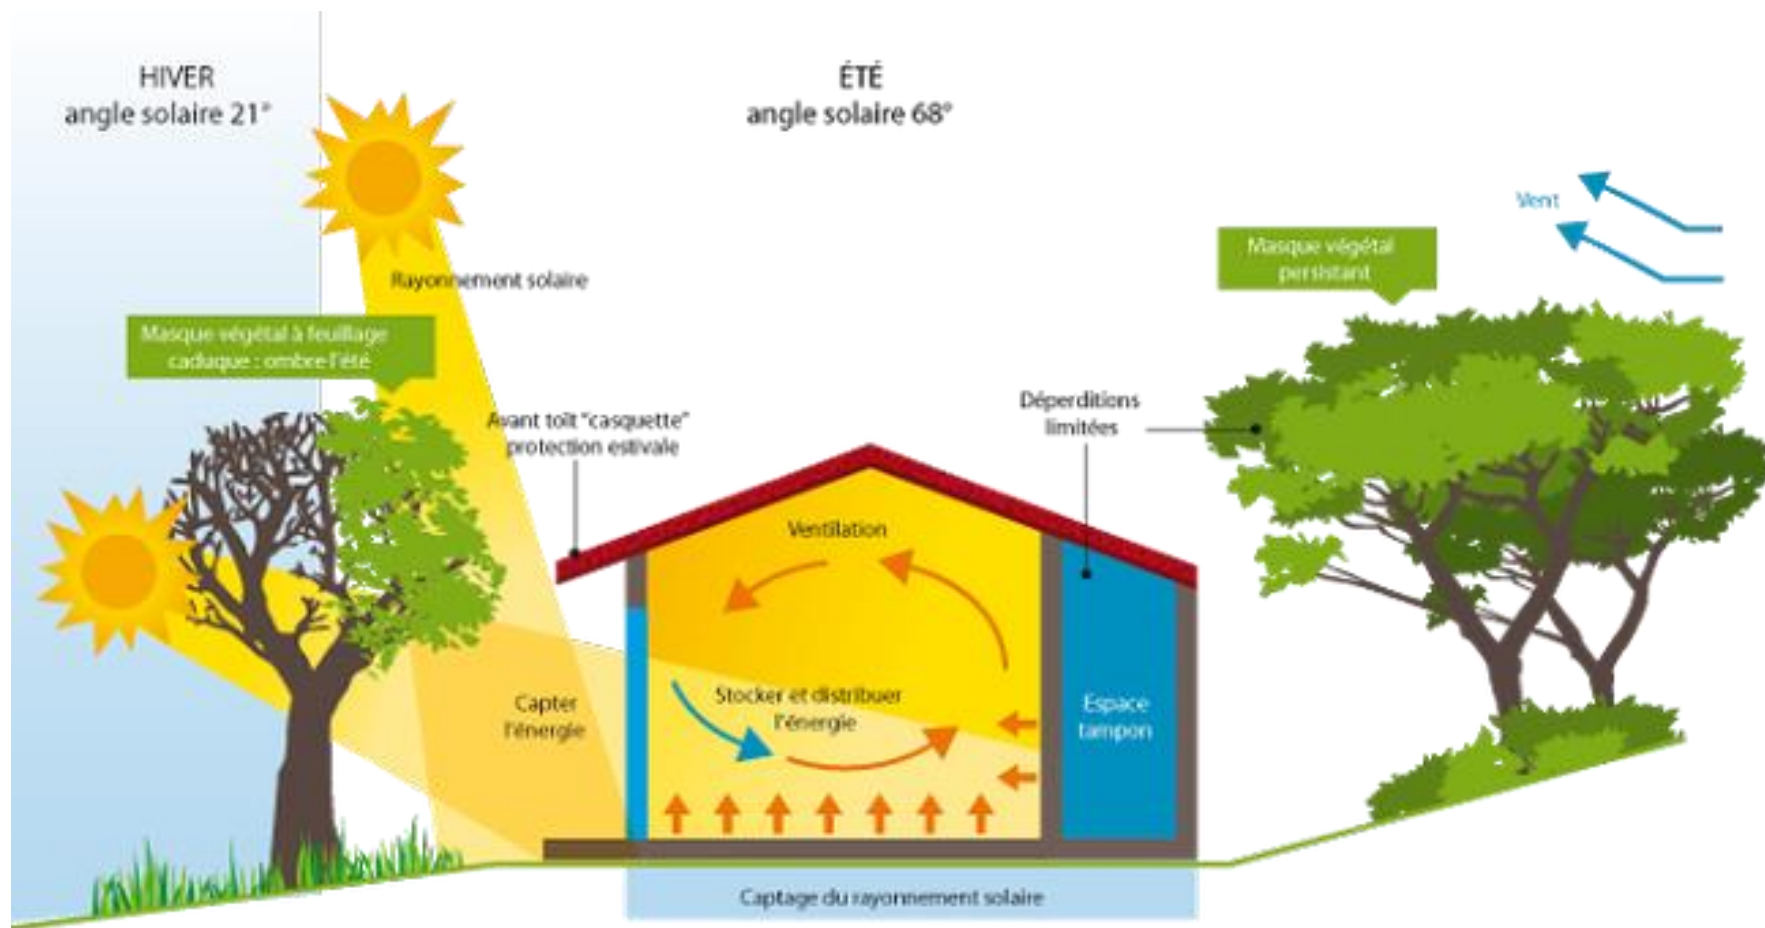 HIVER
angle solaire 21°
ÉTÉ
angle solaire 68°
Vent
Masque végétal
persistant
Rayonnement solaire
Masque végétal à feuillage
caduque : ombre l'été
Avant toît "casquette"
protection estivale
Déperditions
limitées
Ventilation
Stocker et distribuer
l'énergie
Capter
l'énergie
Espace
tampon
Captage du rayonnement solaire